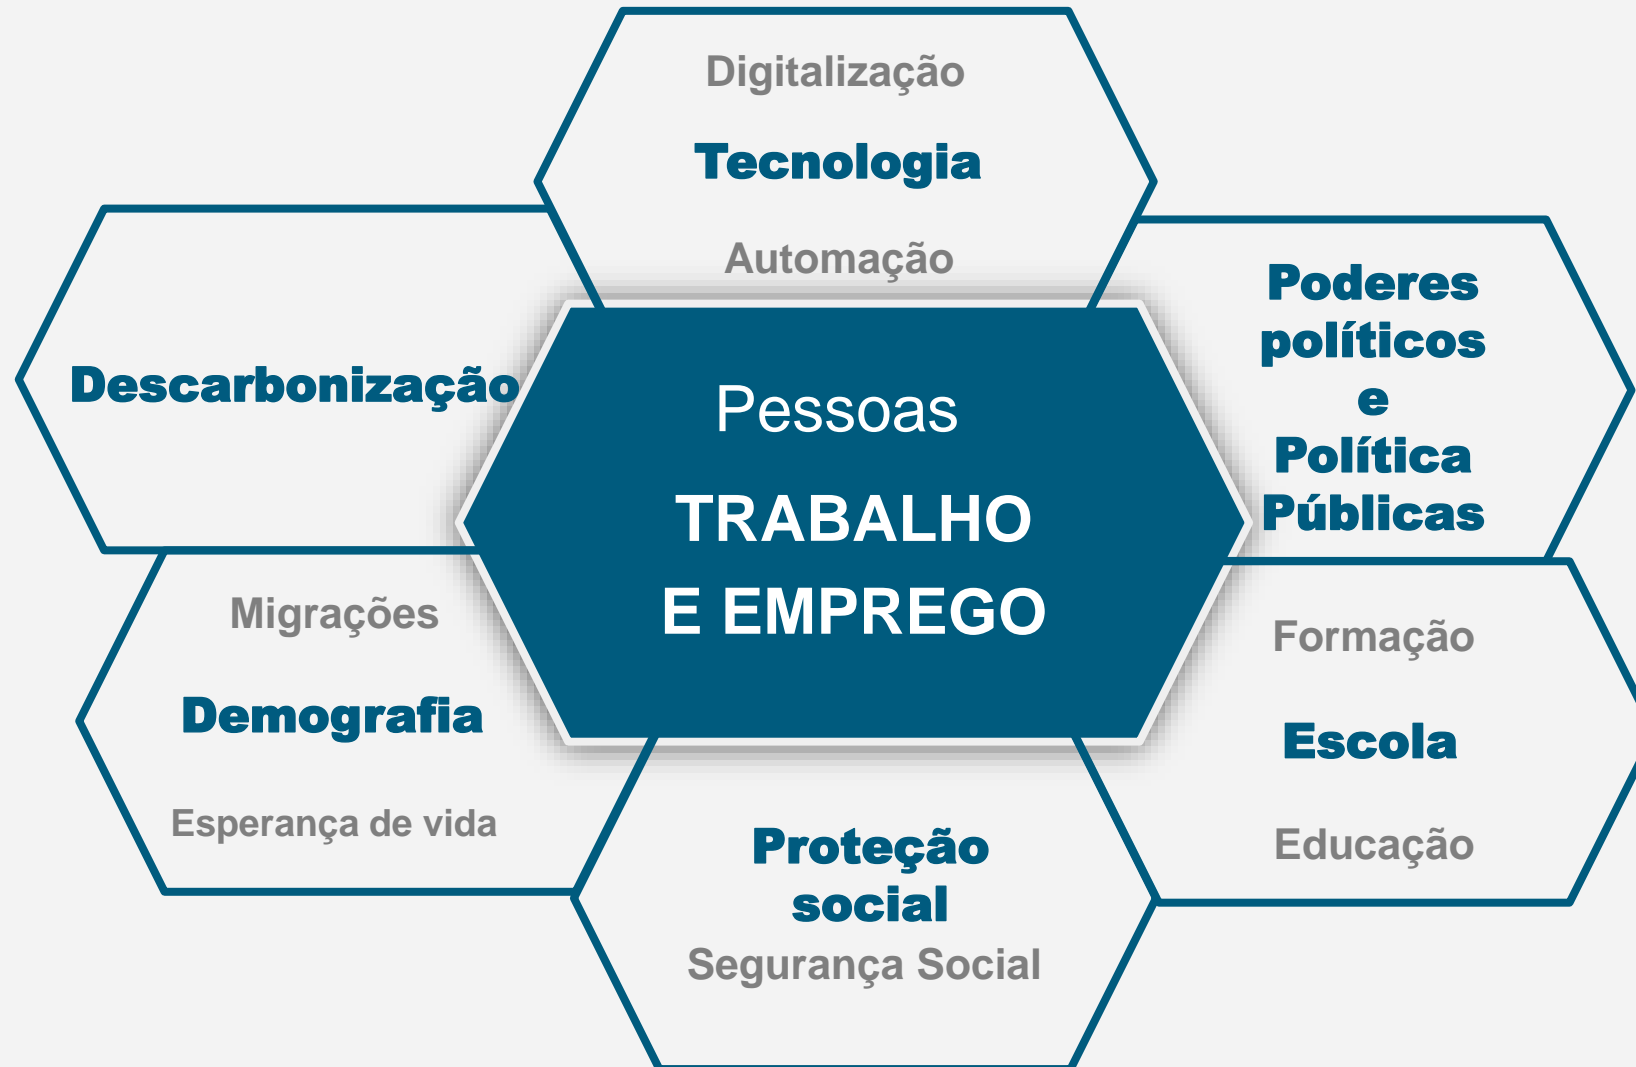 Digitalização
Tecnologia
Automação
Descarbonização
Poderes
políticos
e
Política
Públicas
Pessoas
TRABALHO
E EMPREGO
Migrações
Demografia
Esperança de vida
Formação
Escola
Educação
Proteção
social
Segurança Social